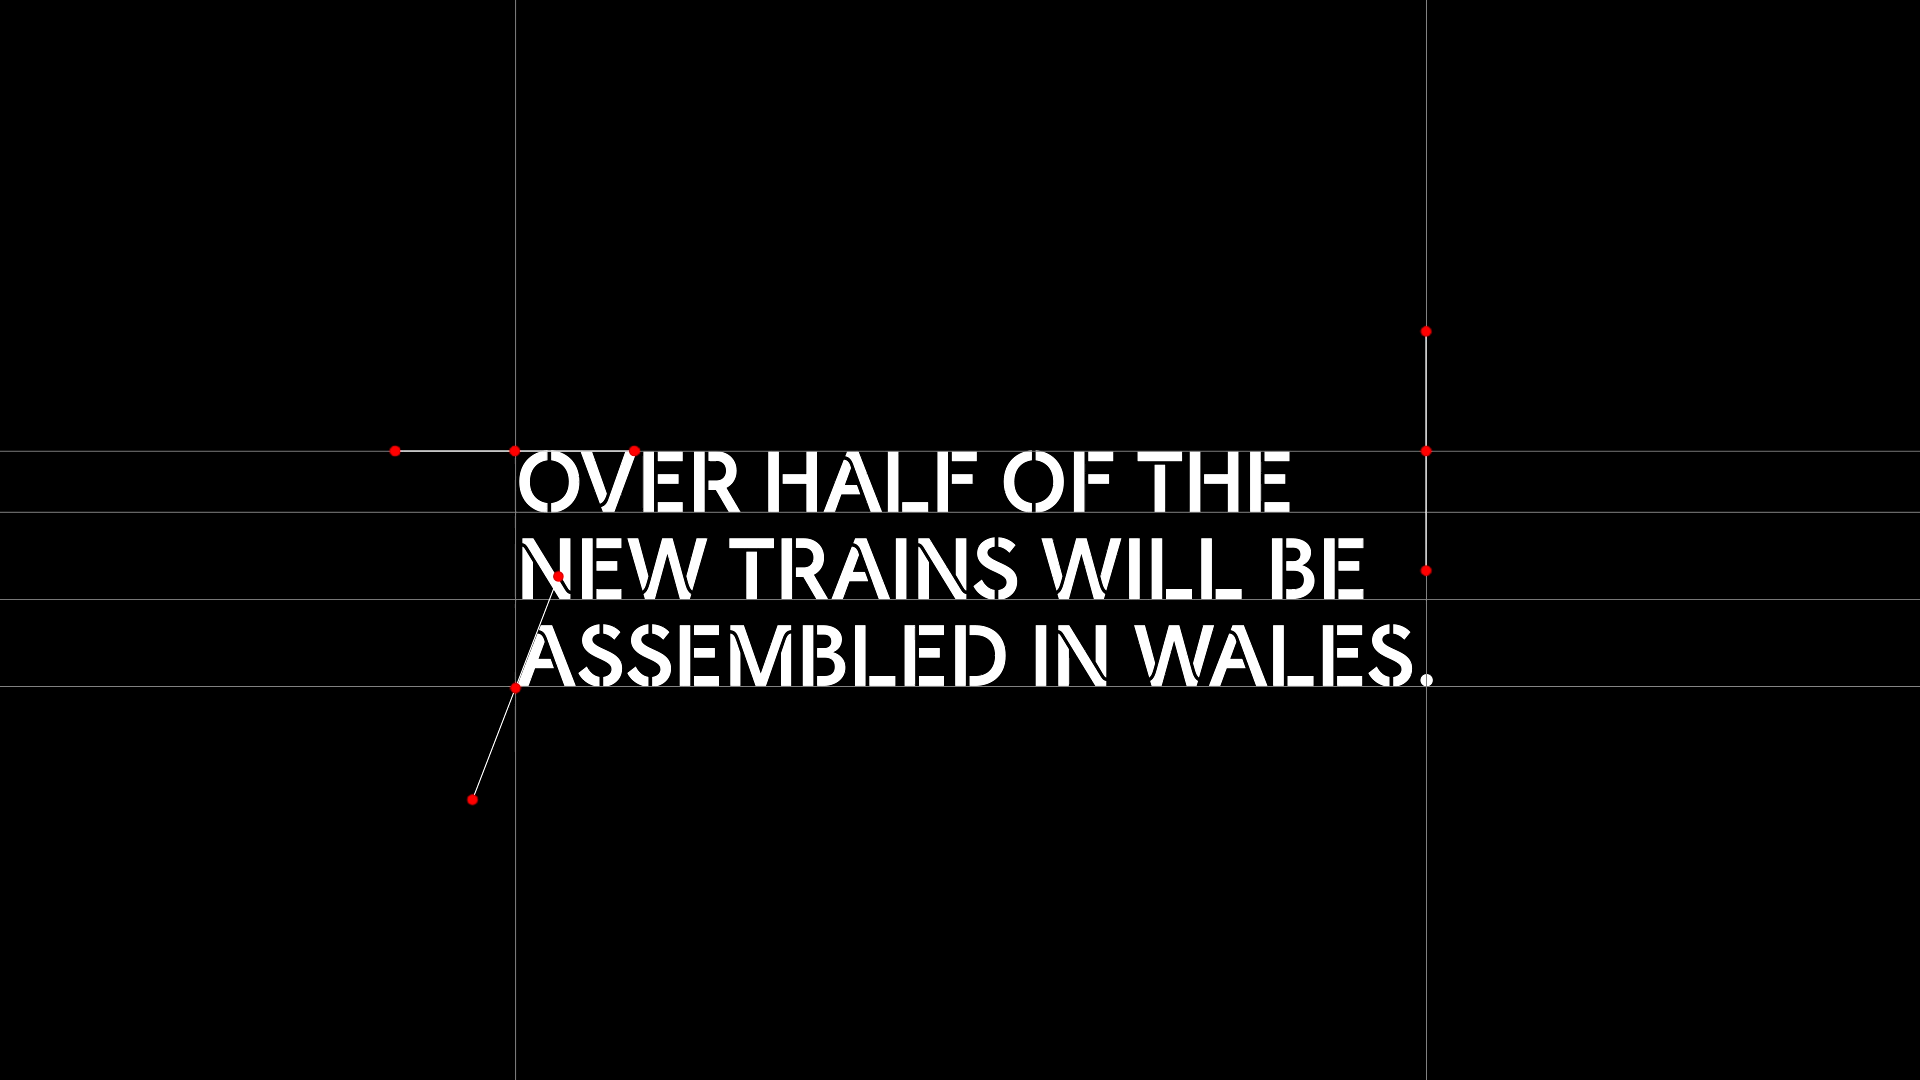 OVER HALF OF THE
NEW TRAINS WILL BE
ASSEMBLED IN WALES.